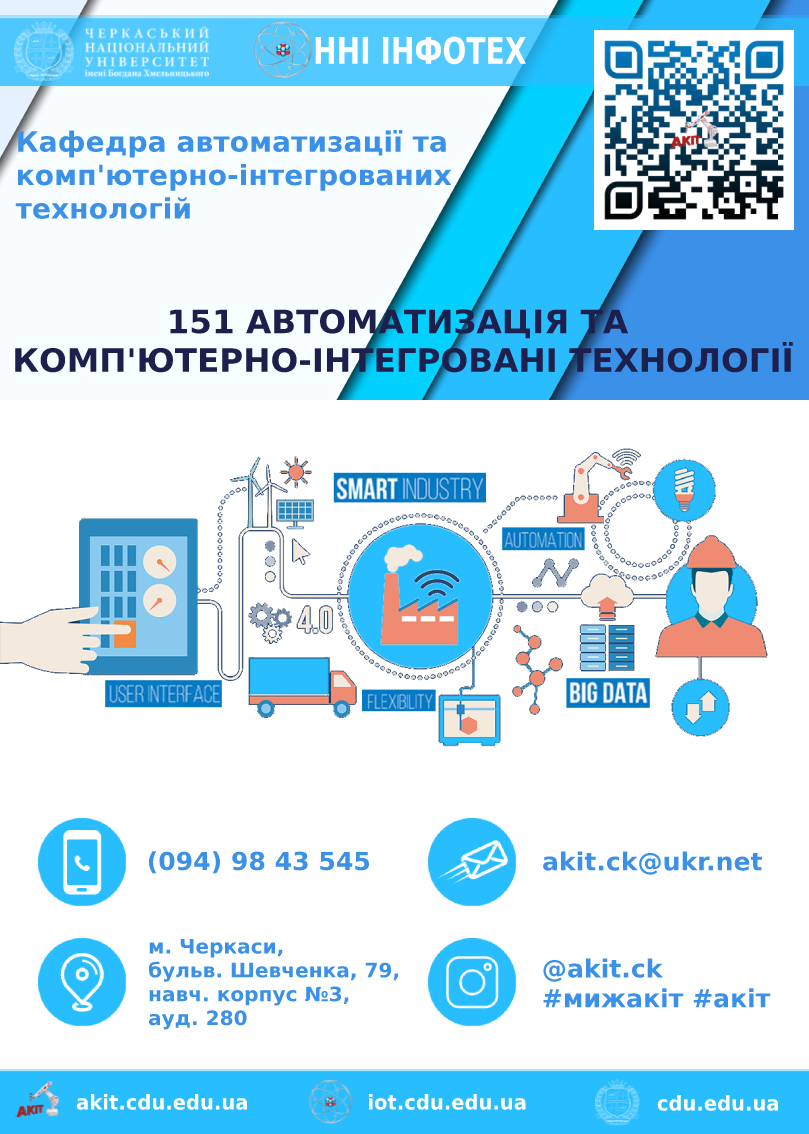 ЧЕРКАСЬКИЙ
НАЦІОНАЛЬНИЙ
УНІВЕРСИТЕТ
імені Богдана Хмельницького
ННІ ІНФОТЕХ
АКІТ
Кафедра автоматизації та
комп'ютерно-інтегрованих
технологій
151 АВТОМАТИЗАЦІЯ ТА
КОМП'ЮТЕРНО-ІНТЕГРОВАНІ ТЕХНОЛОГІЇ
SMART INDUSTRY
AUTOMATION
4.0
USER INTERFACE
FLEXIBILITY
BIG DATA
(094) 98 43 545
akit.ck@ukr.net
м. Черкаси,
бульв. Шевченка, 79,
навч. корпус №3,
ауд. 280
@akit.ck
#мижакіт #акіт
АКІТ
akit.cdu.edu.ua
iot.cdu.edu.ua
cdu.edu.ua